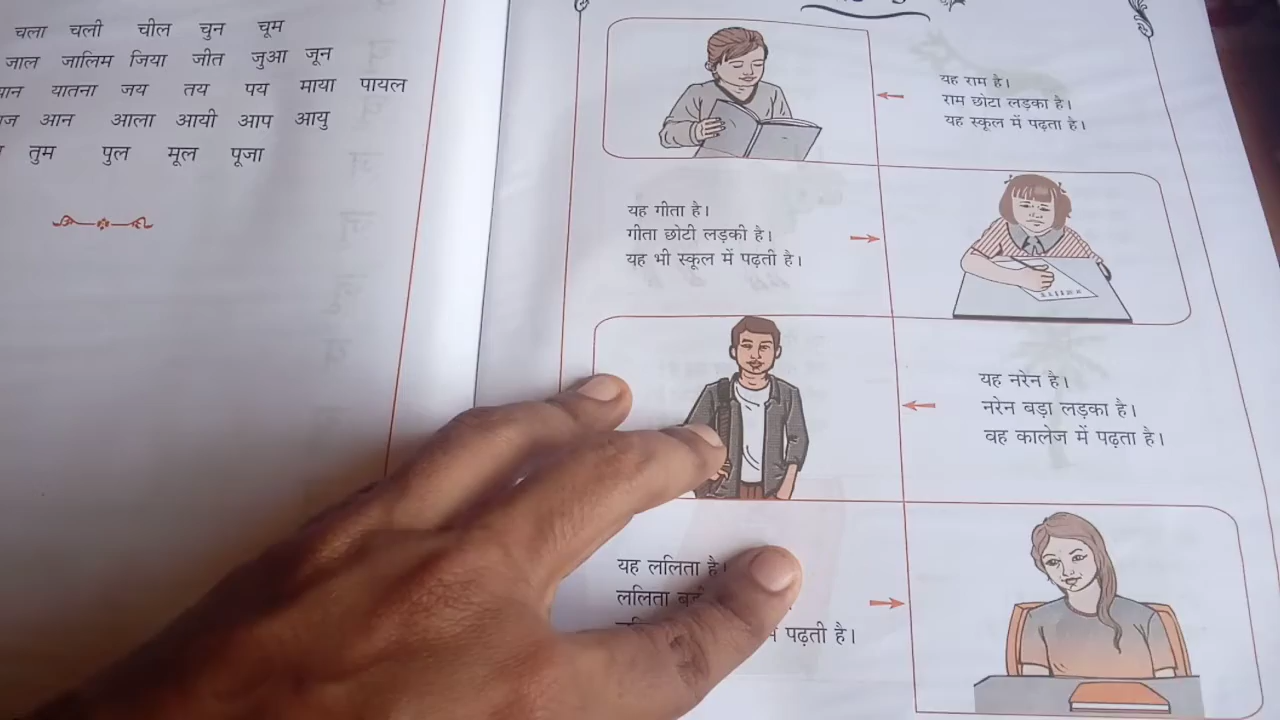 चला चली चील चुन चूम
जाल जालिम जिया जीत जुआ जून
यातना जय तय पय माया पायल
आन आला आयी आप आयु
तुम पुल मूल पूजा
यह राम है।
राम छोटा लड़का है।
यह स्कूल में पढ़ता है।
यह गीता है।
गीता छोटी लड़की है।
यह भी स्कूल में पढ़ती है।
यह नरेन है।
नरेन बड़ा लड़का है।
वह कालेज में पढ़ता है।
यह ललिता है।
ललिता
पढ़ती है।